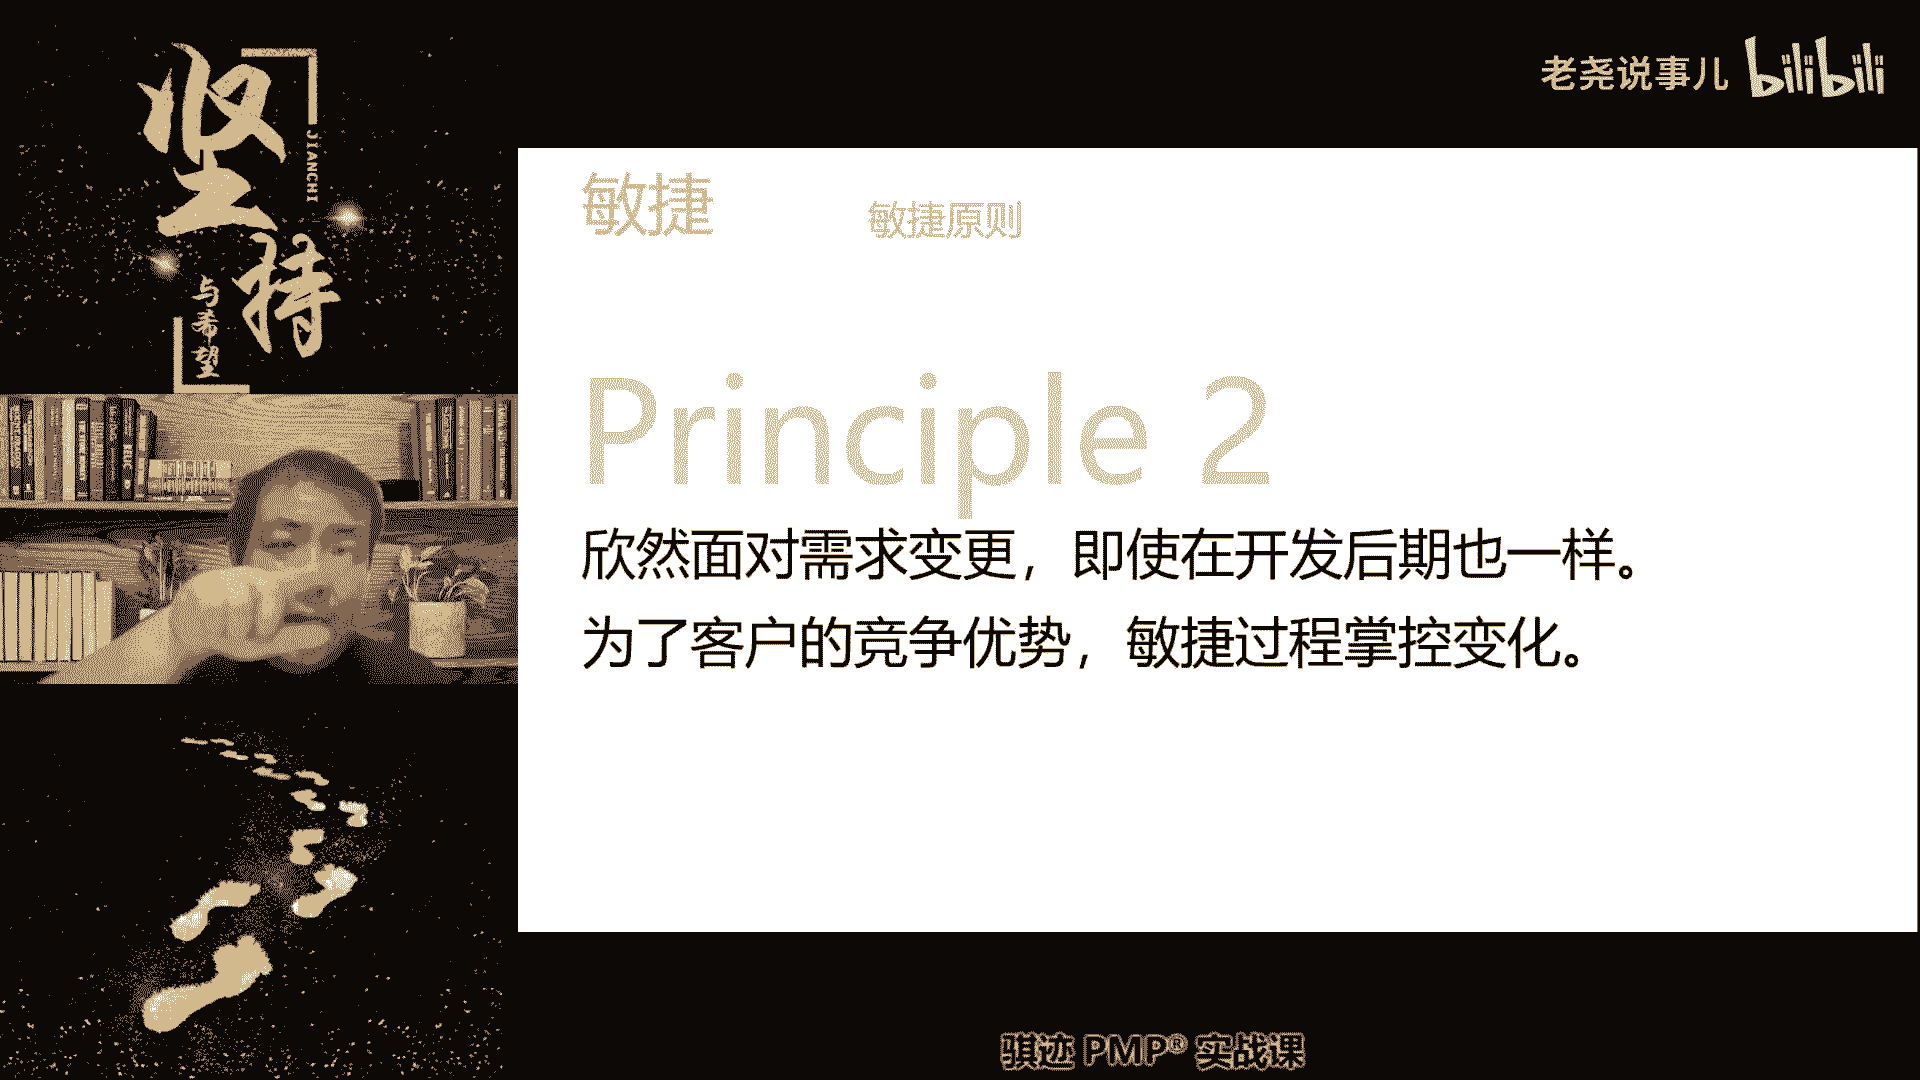 坚持
JIANCHI
与希望
老尧说事儿 bilibili
敏捷
敏捷原则
Principle 2
欣然面对需求变更，即使在开发后期也一样。
为了客户的竞争优势，敏捷过程掌控变化。
骐迹 PMP® 实战课